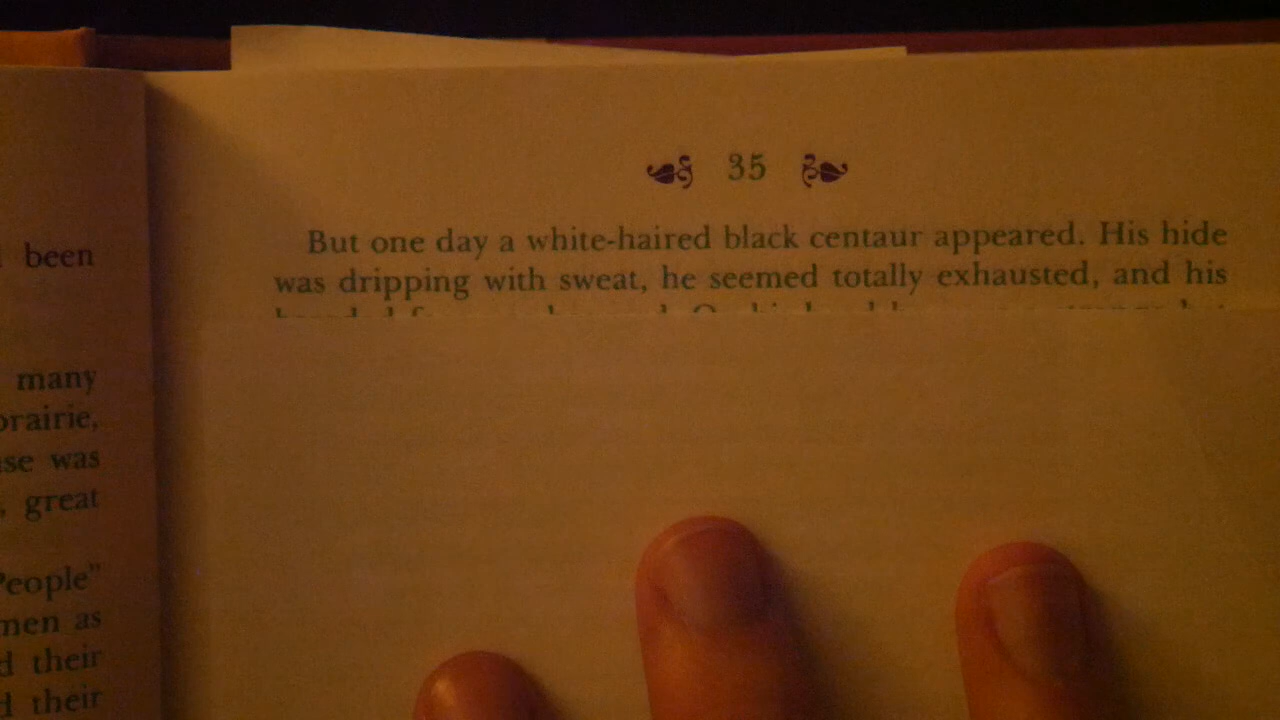 been
many
prairie,
was
great
People"
men as
their
their
35
But one day a white-haired black centaur appeared. His hide
was dripping with sweat, he seemed totally exhausted, and his